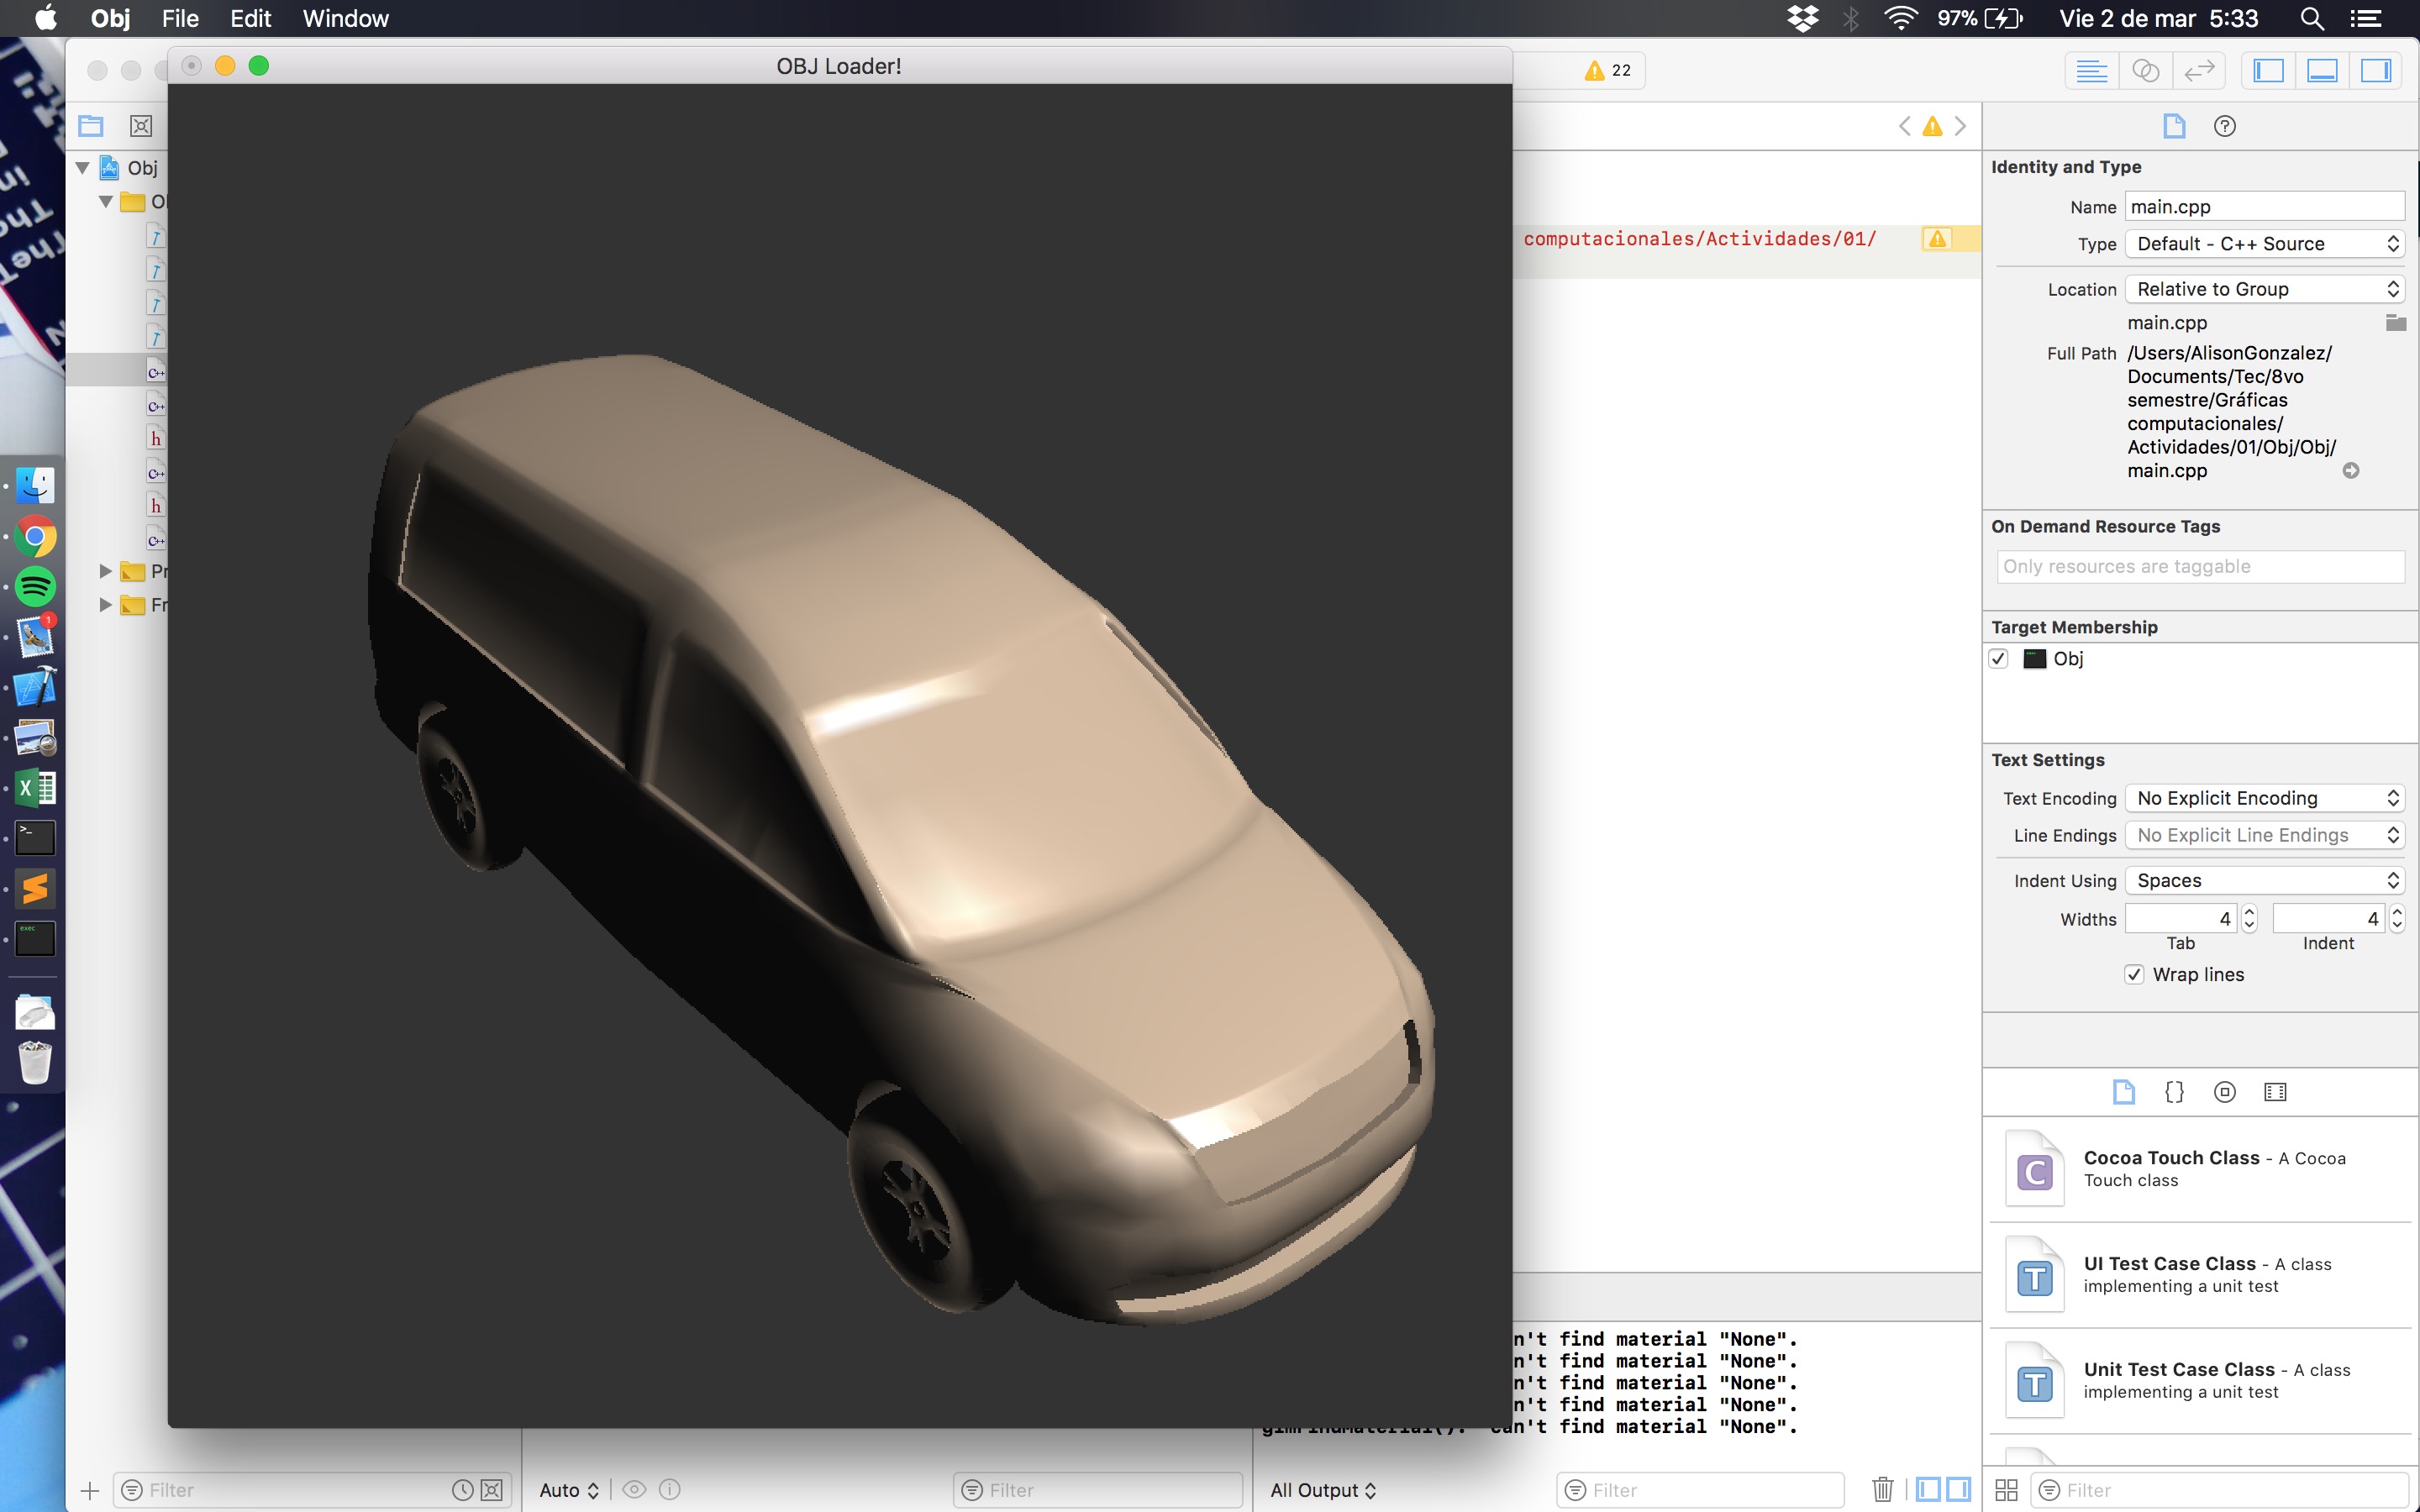 Obj File Edit Window 97% Vie 2 de mar 5:33
OBJ Loader!
22
Obj
computacionales/Actividades/01/
Identity and Type
Name main.cpp
Type Default - C++ Source
Location Relative to Group
main.cpp
Full Path /Users/AlisonGonzalez/
Documents/Tec/8vo
semestre/Gráficas
computacionales/
Actividades/01/Obj/Obj/
main.cpp
On Demand Resource Tags
Only resources are taggable
Target Membership
Obj
Text Settings
Text Encoding No Explicit Encoding
Line Endings No Explicit Line Endings
Indent Using Spaces
Widths 4 4
Tab Indent
Wrap lines
Cocoa Touch Class - A Cocoa
Touch class
UI Test Case Class - A class
implementing a unit test
Unit Test Case Class - A class
implementing a unit test
n't find material "None".
n't find material "None".
n't find material "None".
n't find material "None".
can't find material "None".
Filter
Auto
Filter
All Output
Filter
Filter